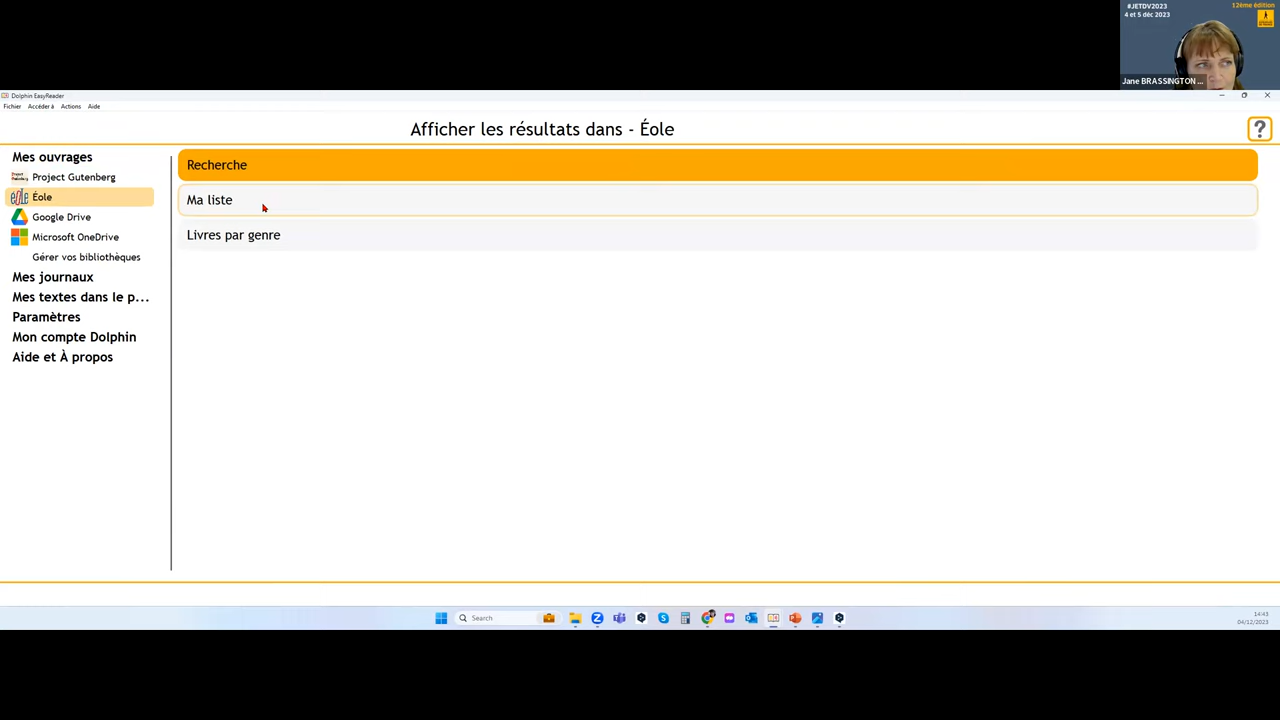 #JETDV2023
4 et 5 déc 2023
12ème édition
Jane BRASSINGTON ...
Dolphin EasyReader
Fichier Accéder à Actions Aide
Afficher les résultats dans - Éole
?
Mes ouvrages
Project Gutenberg
Éole
Google Drive
Microsoft OneDrive
Gérer vos bibliothèques
Mes journaux
Mes textes dans le p...
Paramètres
Mon compte Dolphin
Aide et À propos
Recherche
Ma liste
Livres par genre
Search
14:43
04/12/2023